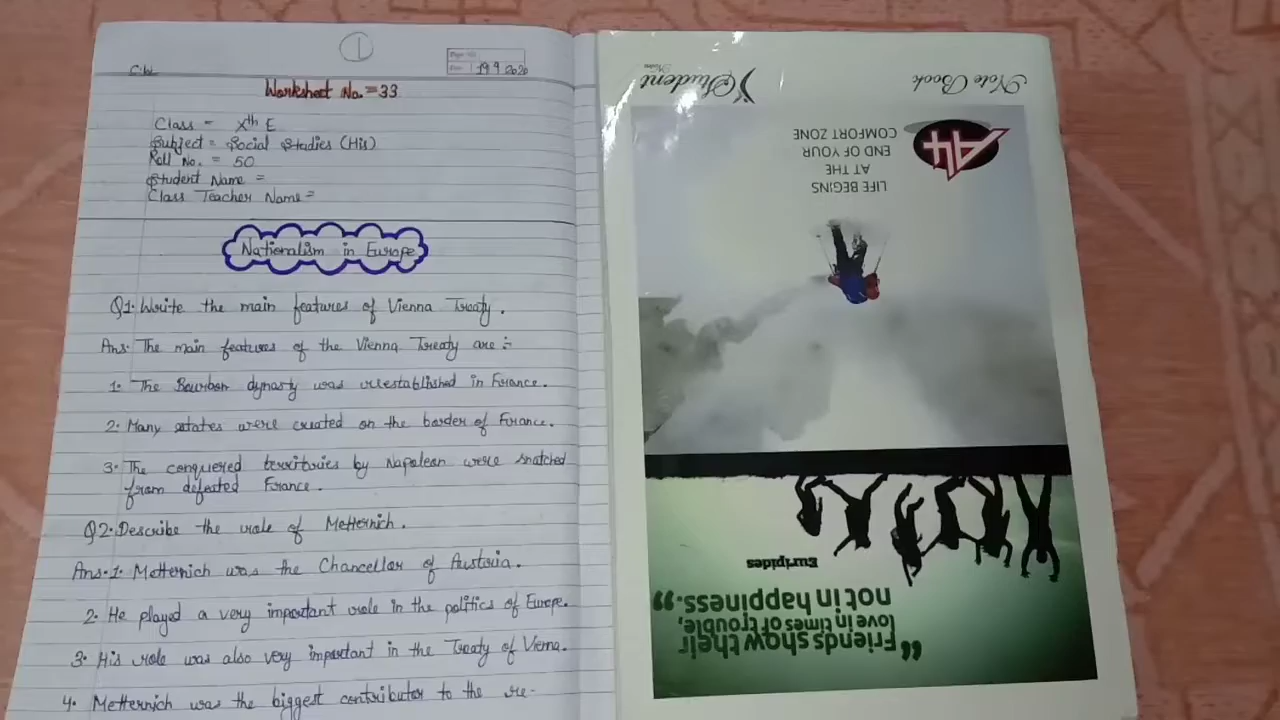 1
C.W.
19 9 2020
Worksheet No. = 33
Class = Xth E
Subject = Social Studies (His)
Roll No. = 50
Student Name =
Class Teacher Name =
Nationalism in Europe
Q1. Write the main features of Vienna Treaty.
Ans: The main features of the Vienna Treaty are :-
1. The Bourbon dynasty was reestablished in France.
2. Many states were created on the border of France.
3. The conquered territories by Napolean were snatched
from defeated France.
Q2. Describe the role of Metternich.
Ans. 1. Metternich was the Chancellor of Austria.
2. He played a very important role in the politics of Europe.
3. His role was also very important in the Treaty of Vienna.
4. Metternich was the biggest contributor to the re-
“Friends show their
love in times of trouble,
not in happiness.”
Euripides
LIFE BEGINS
AT THE
END OF YOUR
COMFORT ZONE
A4
Student
Note Book